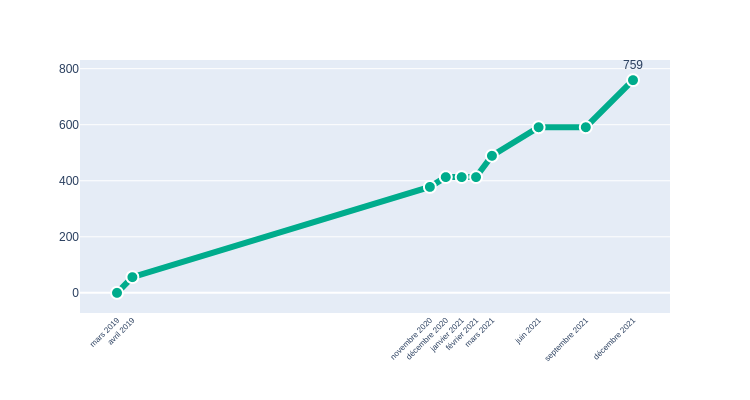 759
800
600
400
200
0
mars 2019
avril 2019
novembre 2020
décembre 2020
janvier 2021
février 2021
mars 2021
juin 2021
septembre 2021
décembre 2021